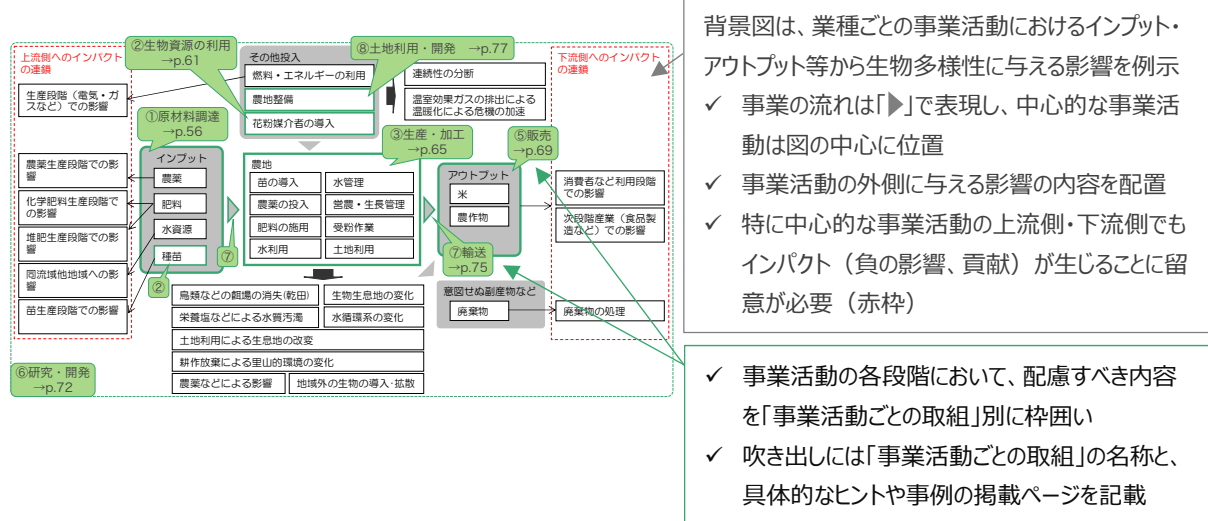 上流側へのインパクト
の連鎖
②生物資源の利用
→p.61
その他投入
⑧土地利用・開発 →p.77
下流側へのインパクト
の連鎖
燃料・エネルギーの利用
農地整備
花粉媒介者の導入
連続性の分断
温室効果ガスの排出による
温暖化による危機の加速
生産段階（電気・ガ
スなど）での影響
①原材料調達
→p.56
③生産・加工
→p.65
⑤販売
→p.69
農薬生産段階での影
響
化学肥料生産段階で
の影響
堆肥生産段階での影
響
同流域他地域への影
響
苗生産段階での影響
インプット
農薬
肥料
水資源
種苗
②
⑦
農地
苗の導入
水管理
農薬の投入
営農・生長管理
肥料の施用
受粉作業
水利用
土地利用
アウトプット
米
農作物
⑦輸送
→p.75
消費者など利用段階
での影響
次段階産業（食品製
造など）での影響
意図せぬ副産物など
廃棄物
廃棄物の処理
鳥類などの餌場の消失(乾田)
生物生息地の変化
栄養塩などによる水質汚濁
水循環系の変化
土地利用による生息地の改変
耕作放棄による里山的環境の変化
農薬などによる影響
地域外の生物の導入・拡散
⑥研究・開発
→p.72
背景図は、業種ごとの事業活動におけるインプット・
アウトプット等から生物多様性に与える影響を例示
✓ 事業の流れは「▶」で表現し、中心的な事業活
動は図の中心に位置
✓ 事業活動の外側に与える影響の内容を配置
✓ 特に中心的な事業活動の上流側・下流側でも
インパクト（負の影響、貢献）が生じることに留
意が必要（赤枠）
✓ 事業活動の各段階において、配慮すべき内容
を「事業活動ごとの取組」別に枠囲い
✓ 吹き出しには「事業活動ごとの取組」の名称と、
具体的なヒントや事例の掲載ページを記載